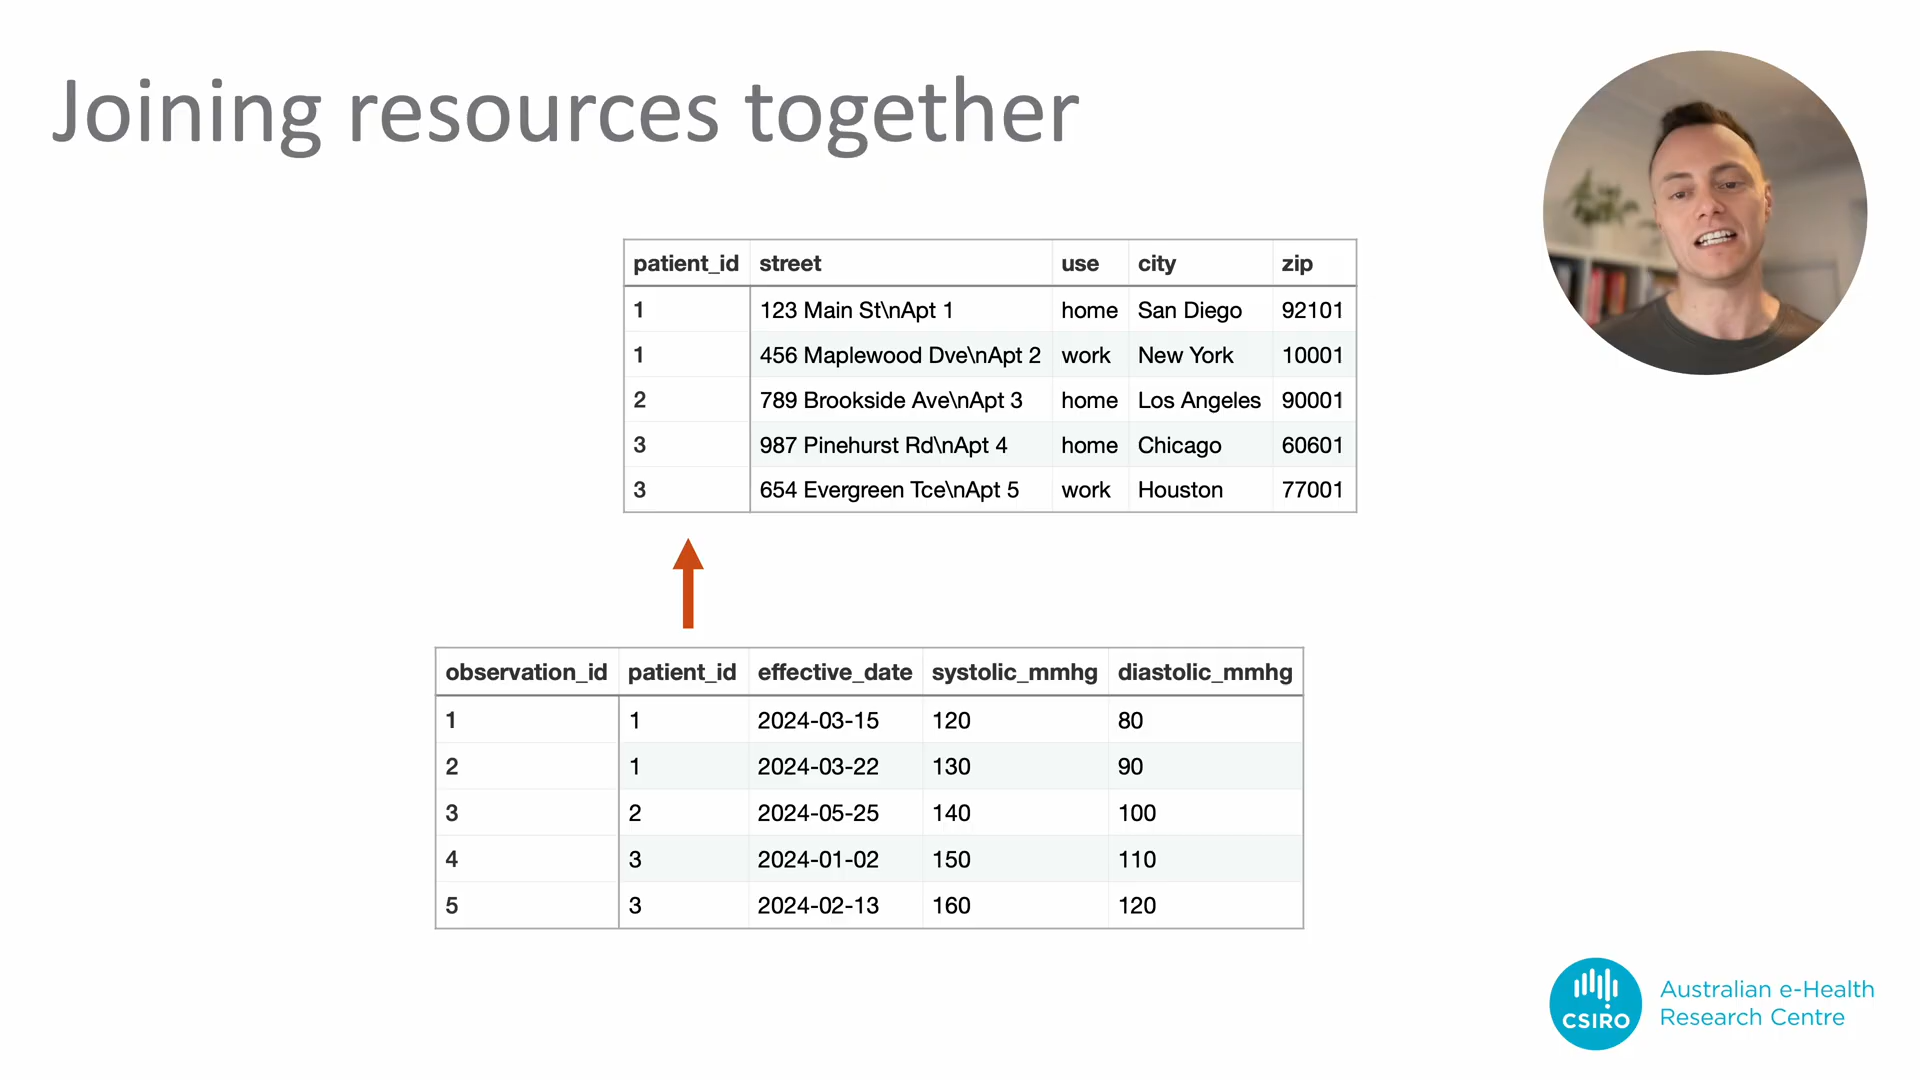 Joining resources together
patient_id street use city zip
1 123 Main St\nApt 1 home San Diego 92101
1 456 Maplewood Dve\nApt 2 work New York 10001
2 789 Brookside Ave\nApt 3 home Los Angeles 90001
3 987 Pinehurst Rd\nApt 4 home Chicago 60601
3 654 Evergreen Tce\nApt 5 work Houston 77001
observation_id patient_id effective_date systolic_mmhg diastolic_mmhg
1 1 2024-03-15 120 80
2 1 2024-03-22 130 90
3 2 2024-05-25 140 100
4 3 2024-01-02 150 110
5 3 2024-02-13 160 120
CSIRO
Australian e-Health
Research Centre